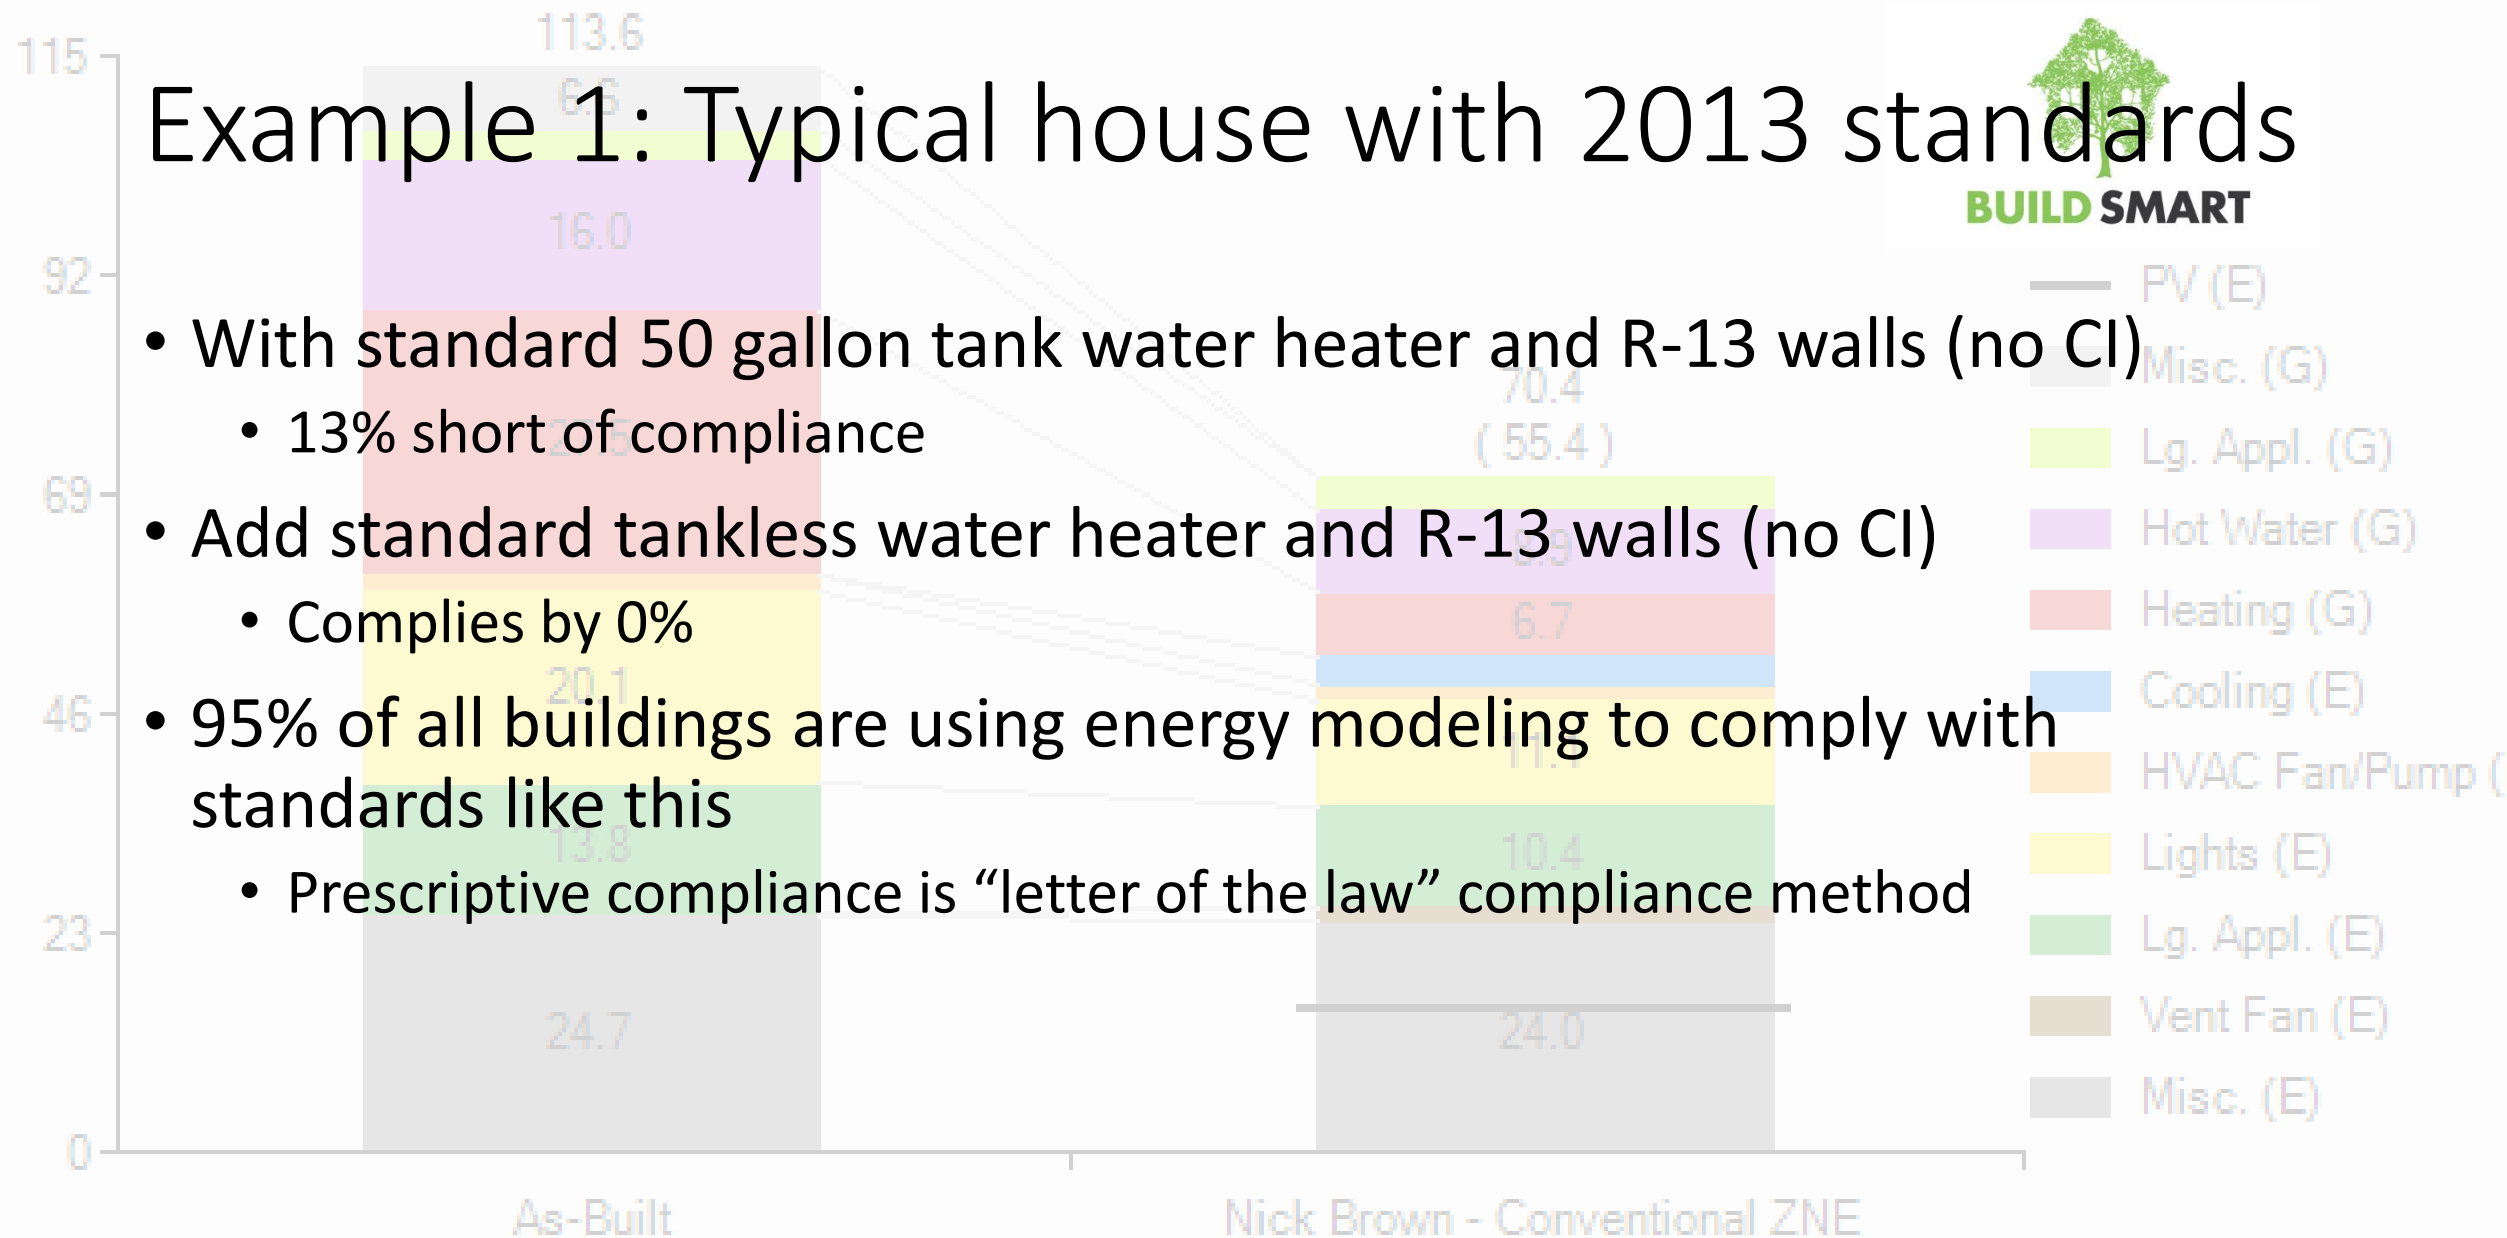 Example 1: Typical house with 2013 standards
BUILD SMART
• With standard 50 gallon tank water heater and R-13 walls (no CI)
• 13% short of compliance
• Add standard tankless water heater and R-13 walls (no CI)
• Complies by 0%
• 95% of all buildings are using energy modeling to comply with
standards like this
• Prescriptive compliance is “letter of the law” compliance method
115
92
69
46
23
0
113.6
16.0
20.1
13.8
24.7
As-Built
70.4
( 55.4 )
6.7
11.1
10.4
24.0
Nick Brown - Conventional ZNE
PV (E)
Misc. (G)
Lg. Appl. (G)
Hot Water (G)
Heating (G)
Cooling (E)
HVAC Fan/Pump (
Lights (E)
Lg. Appl. (E)
Vent Fan (E)
Misc. (E)